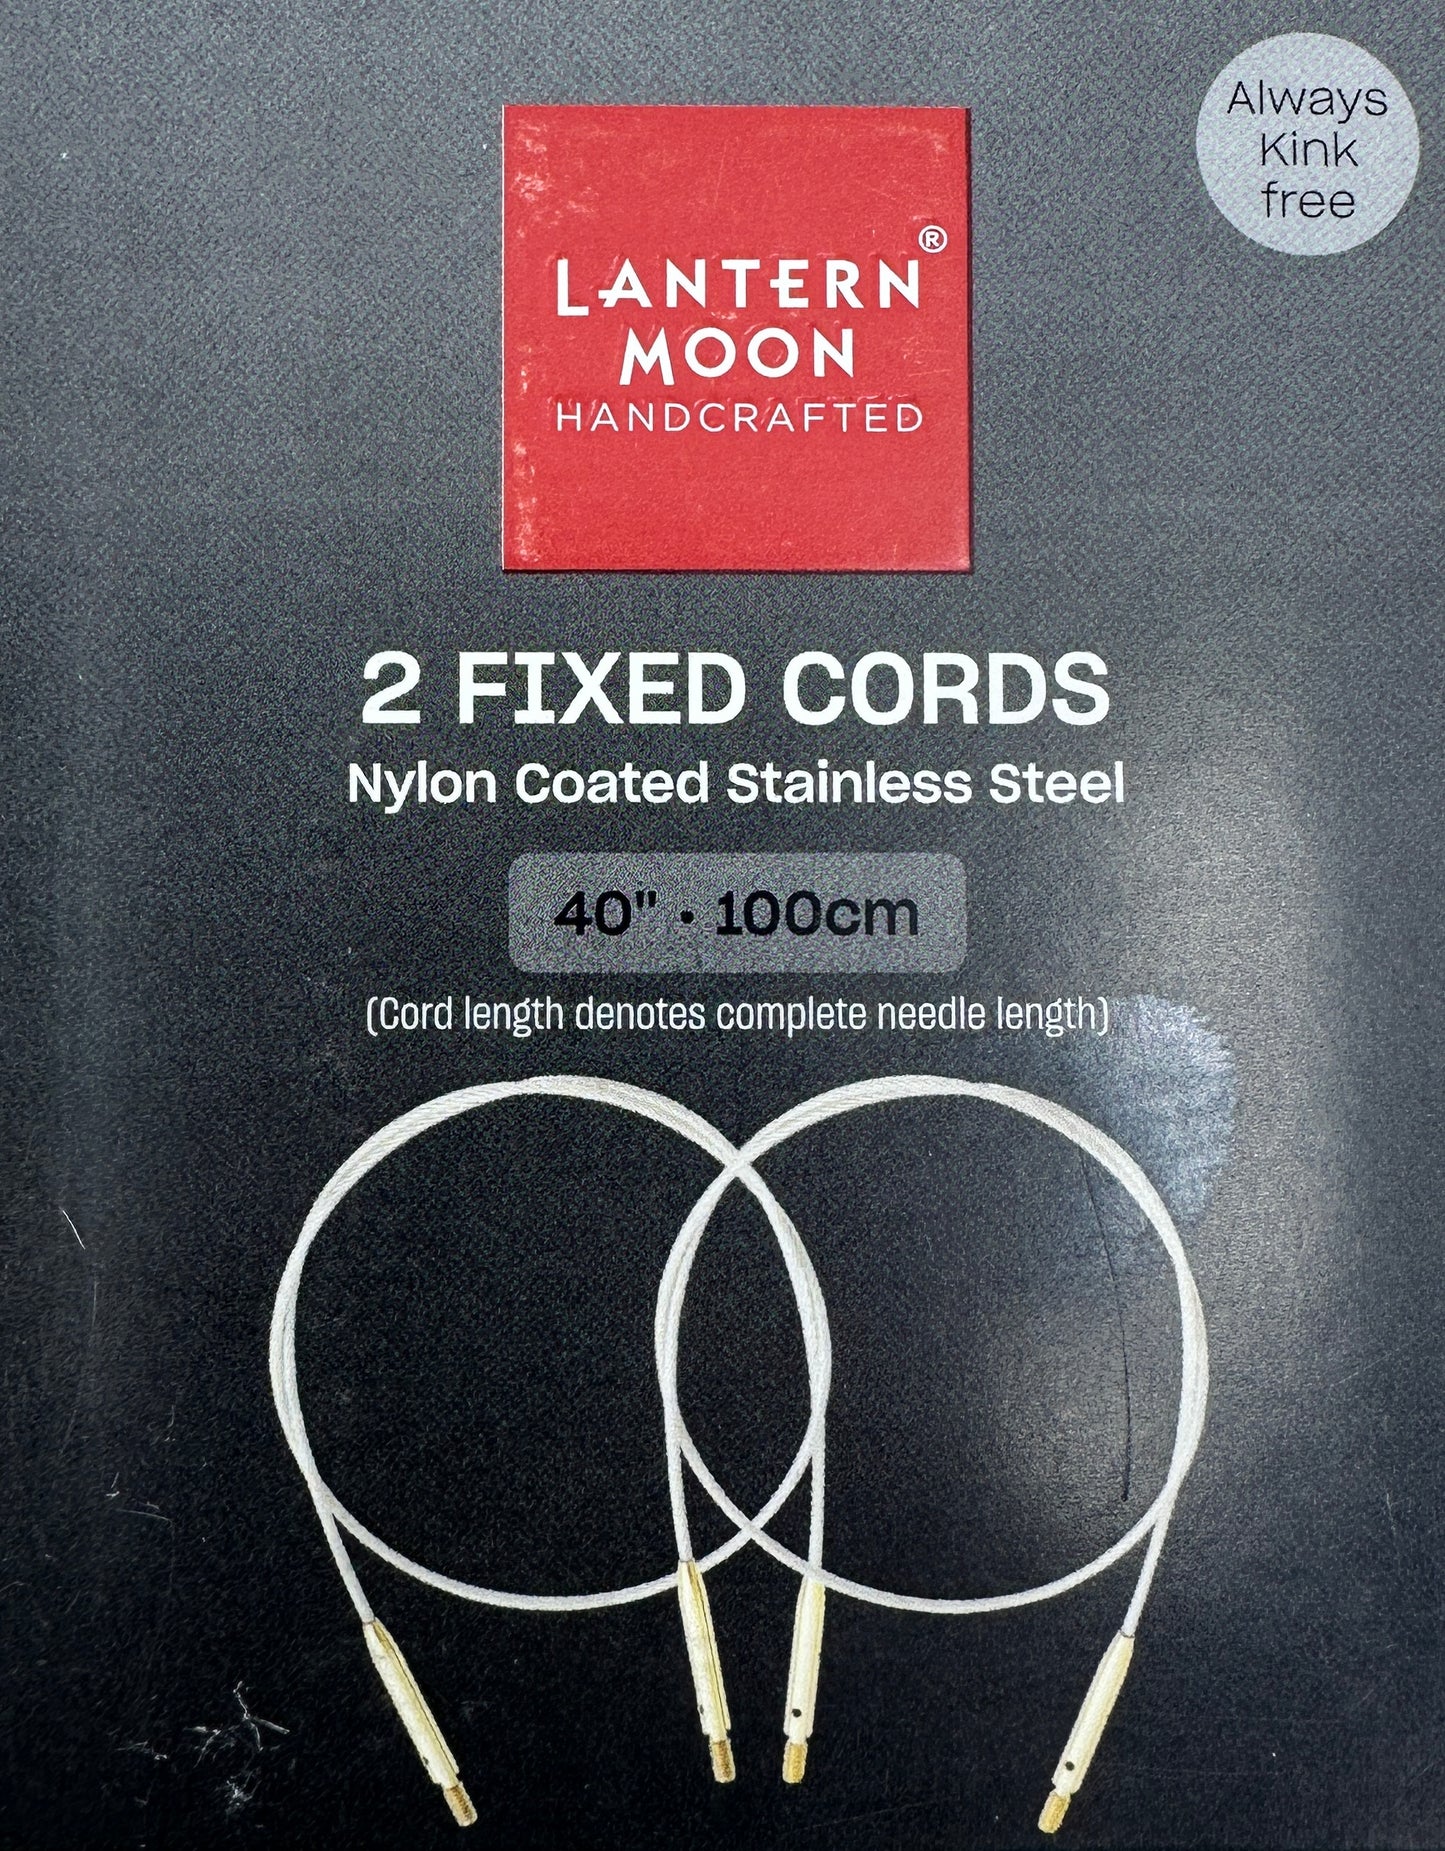 Always
Kink
free
LANTERN®
MOON
HANDCRAFTED
2 FIXED CORDS
Nylon Coated Stainless Steel
40" • 100cm
(Cord length denotes complete needle length)